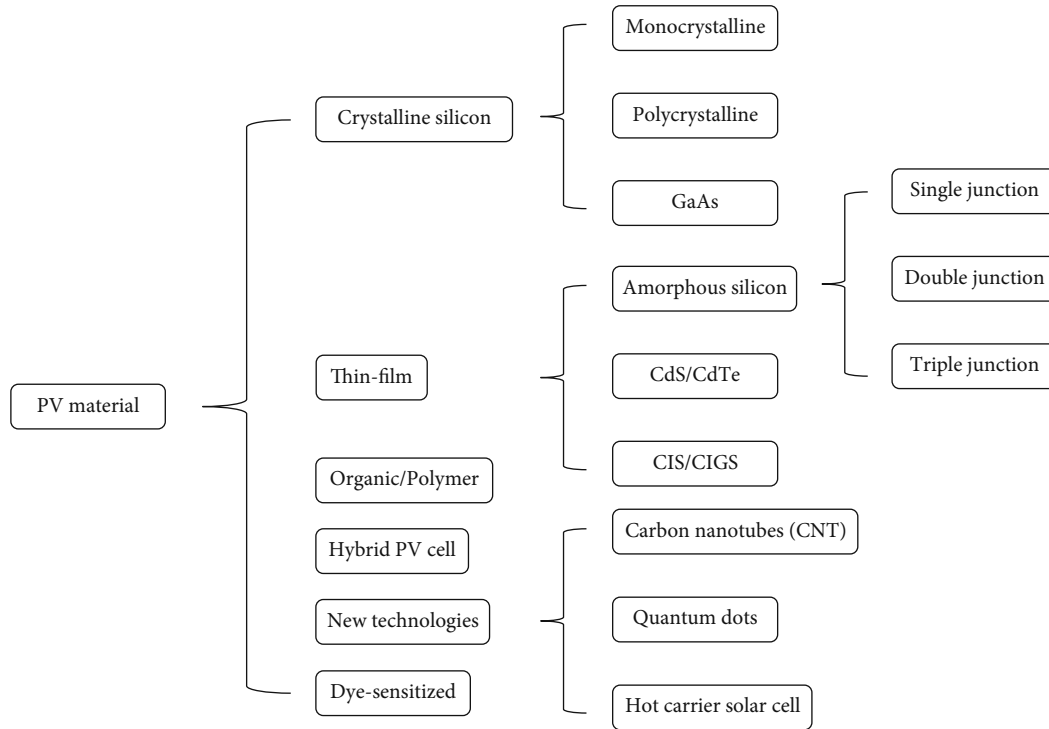 PV material
Crystalline silicon
Monocrystalline
Polycrystalline
GaAs
Thin-film
Amorphous silicon
Single junction
Double junction
Triple junction
CdS/CdTe
CIS/CIGS
Organic/Polymer
Hybrid PV cell
New technologies
Carbon nanotubes (CNT)
Quantum dots
Hot carrier solar cell
Dye-sensitized